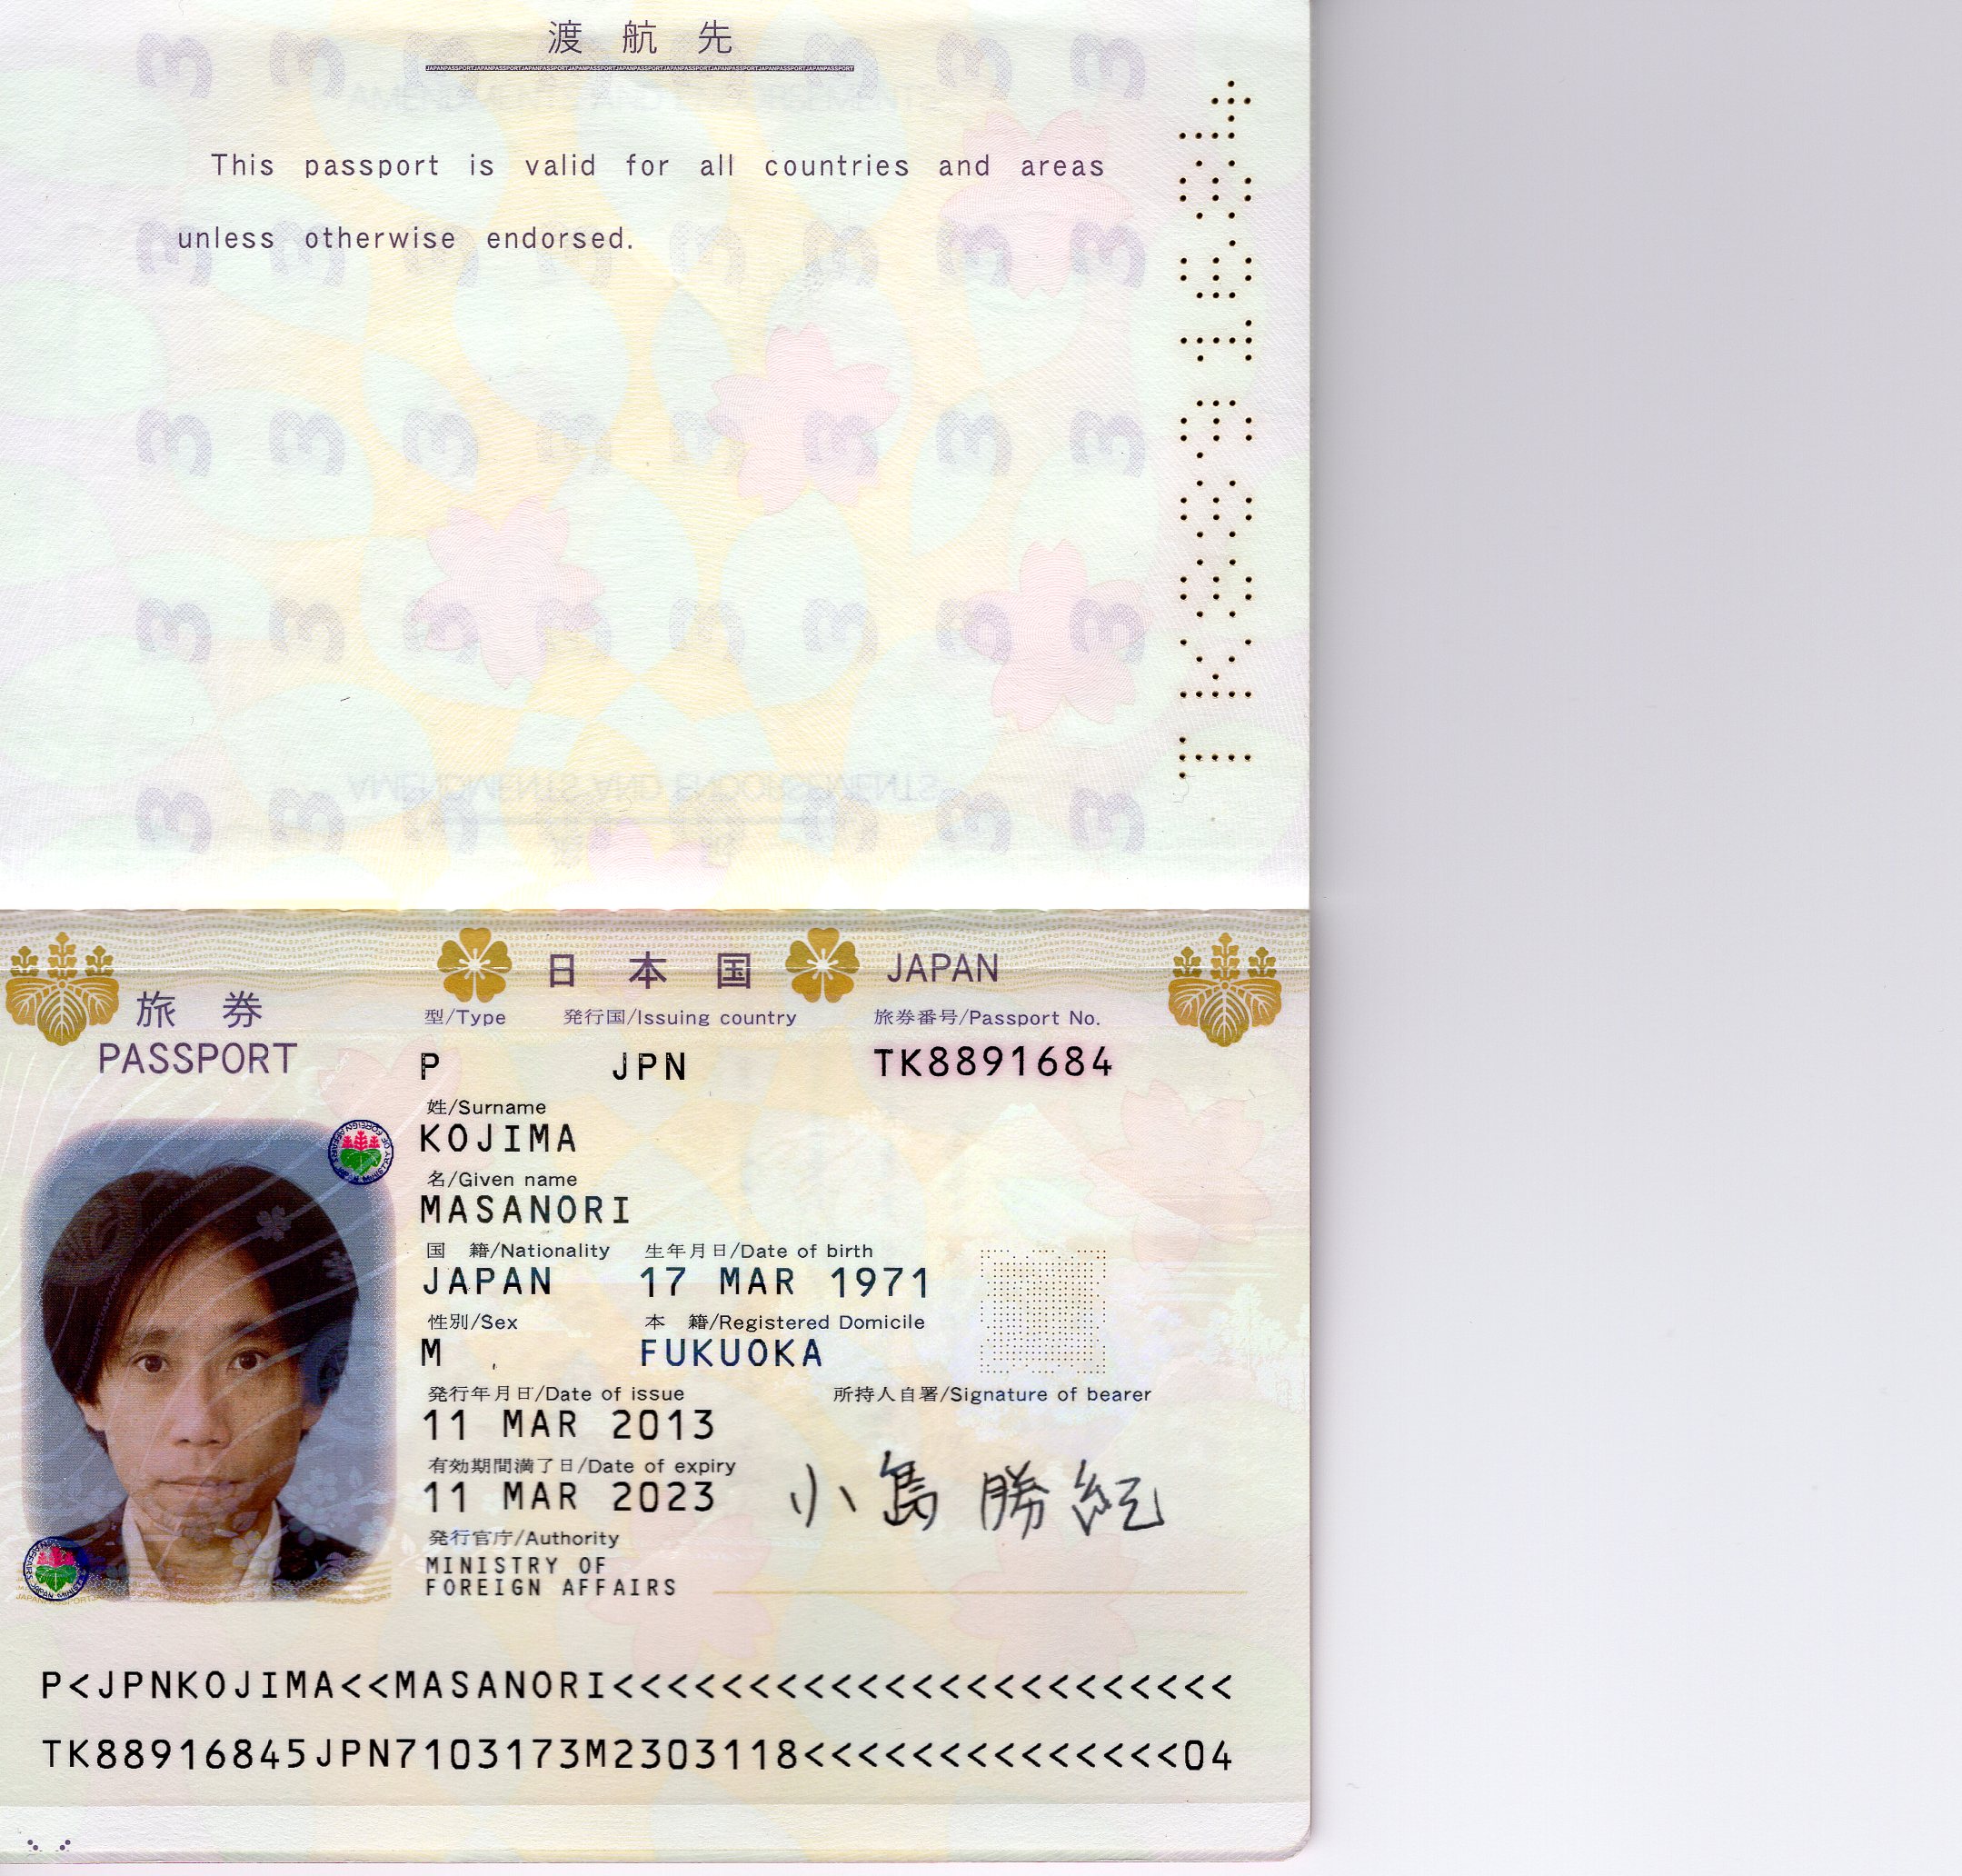 渡航先
This passport is valid for all countries and areas
unless otherwise endorsed.
TK8891684
日本国 JAPAN
旅券
PASSPORT
型/Type 発行国/Issuing country 旅券番号/Passport No.
P JPN TK8891684
姓/Surname
KOJIMA
名/Given name
MASANORI
国 籍/Nationality 生年月日/Date of birth
JAPAN 17 MAR 1971
性別/Sex 本 籍/Registered Domicile
M FUKUOKA
発行年月日/Date of issue 所持人自署/Signature of bearer
11 MAR 2013
有効期間満了日/Date of expiry
11 MAR 2023 小島 勝紀
発行官庁/Authority
MINISTRY OF
FOREIGN AFFAIRS
P<JPNKOJIMA<<MASANORI<<<<<<<<<<<<<<<<<<<<<<<
TK88916845JPN7103173M2303118<<<<<<<<<<<<<<04